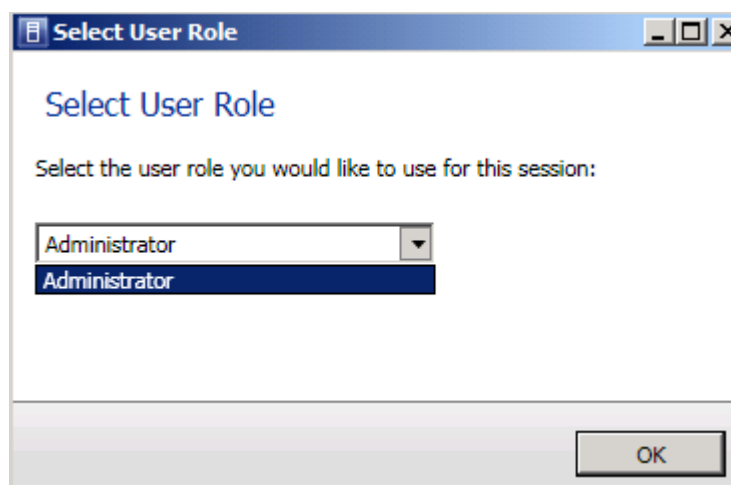 Select User Role
Select User Role
Select the user role you would like to use for this session:
Administrator
Administrator
OK